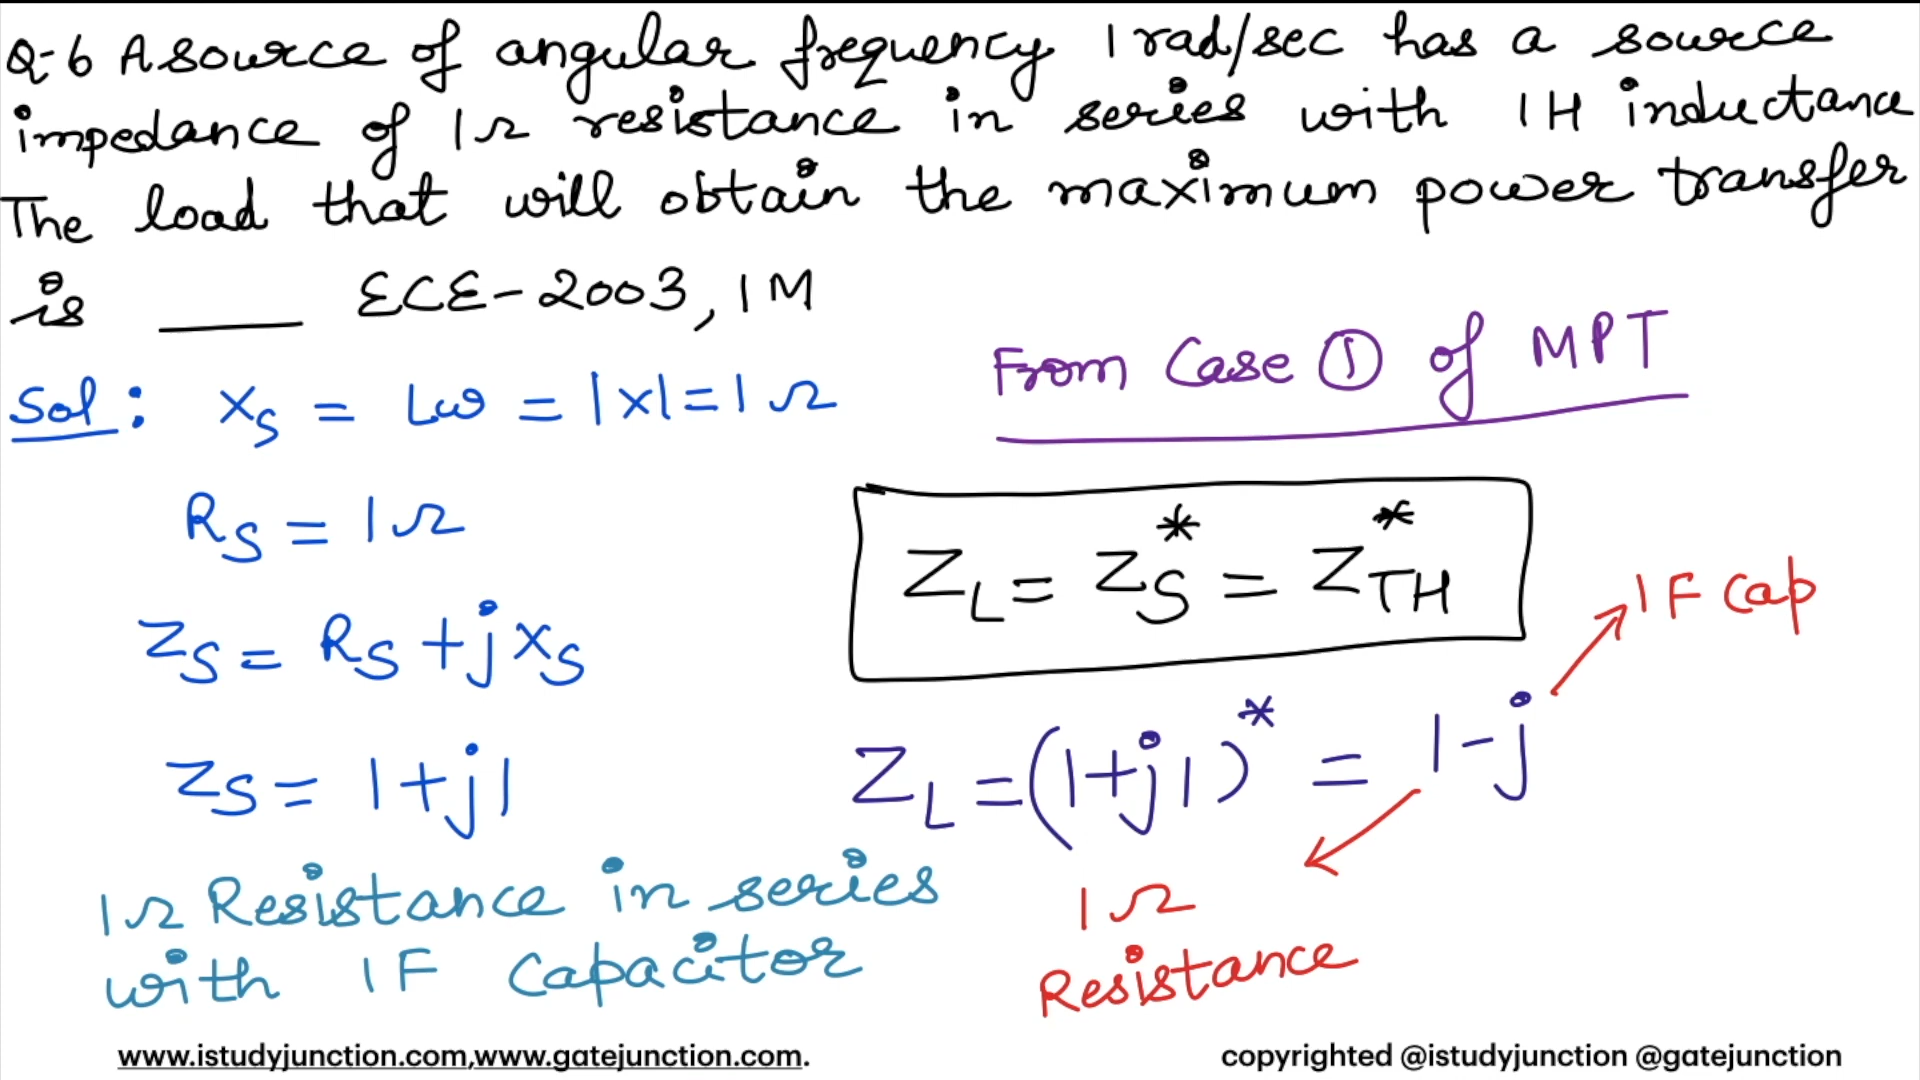 Q-6 A source of angular frequency 1 rad/sec has a source
impedance of 1Ω resistance in series with 1H inductance
The load that will obtain the maximum power transfer
is ____ ECE-2003, 1M
From Case ① of MPT
Sol: Xs = Lω = 1x1 = 1Ω
Rs = 1Ω
ZL = Zs* = ZTH*
1F Cap
Zs = Rs + jXs
Zs = 1+j1
ZL = (1+j1)* = 1-j
1Ω Resistance in series
with 1F Capacitor
1Ω
Resistance
www.istudyjunction.com,www.gatejunction.com.
copyrighted @istudyjunction @gatejunction